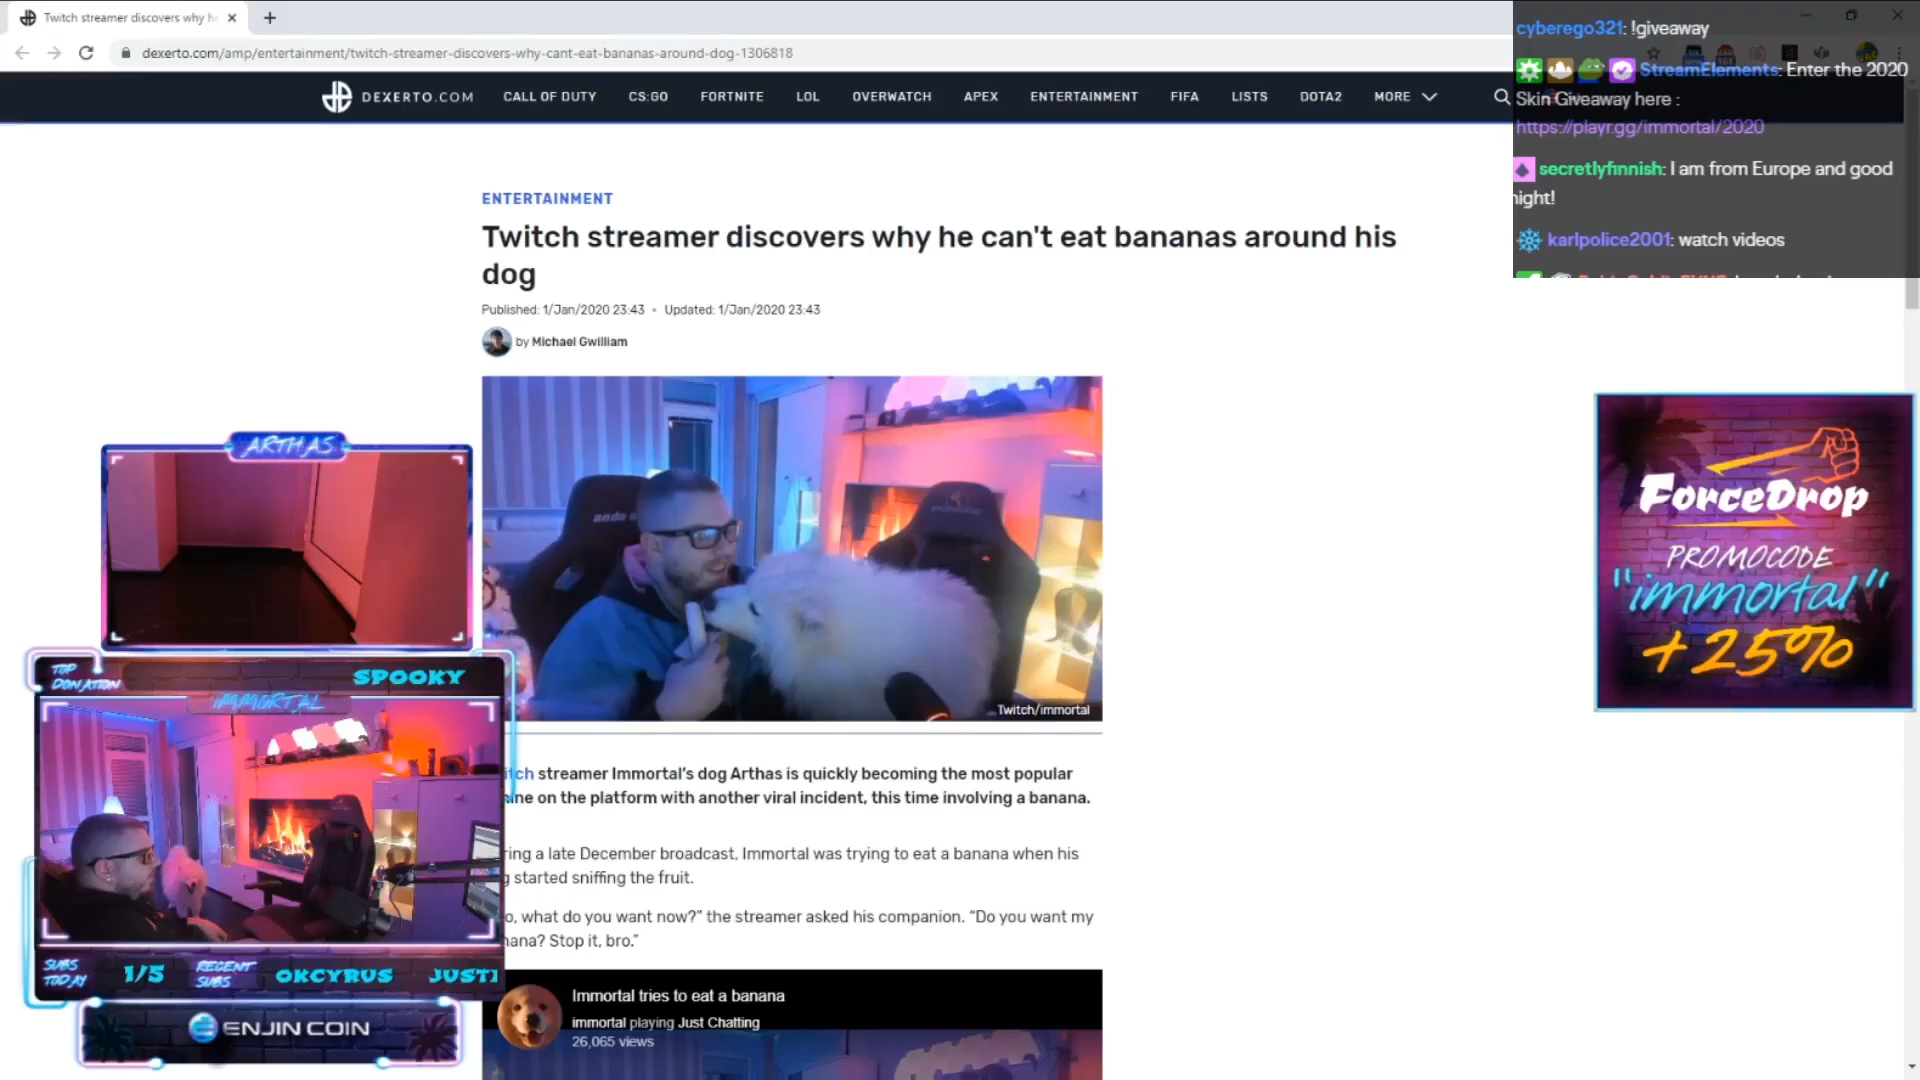 Twitch streamer discovers why he
dexerto.com/amp/entertainment/twitch-streamer-discovers-why-cant-eat-bananas-around-dog-1306818
DEXERTO.COM
CALL OF DUTY
CS:GO
FORTNITE
LOL
OVERWATCH
APEX
ENTERTAINMENT
FIFA
LISTS
DOTA2
MORE
cyberego321: !giveaway
StreamElements: Enter the 2020
Skin Giveaway here :
https://playr.gg/immortal/2020
secretlyfinnish: I am from Europe and good
night!
karlpolice2001: watch videos
ENTERTAINMENT
Twitch streamer discovers why he can't eat bananas around his
dog
Published: 1/Jan/2020 23:43 • Updated: 1/Jan/2020 23:43
by Michael Gwilliam
Twitch/immortal
ARTHAS
TOP
DONATION
SPOOKY
IMMORTAL
SUBS
TODAY
1/5
RECENT
SUBS
OKCYRUS
JUSTI
ENJIN COIN
itch streamer Immortal's dog Arthas is quickly becoming the most popular
nine on the platform with another viral incident, this time involving a banana.
ring a late December broadcast, Immortal was trying to eat a banana when his
g started sniffing the fruit.
o, what do you want now?” the streamer asked his companion. “Do you want my
nana? Stop it, bro.”
Immortal tries to eat a banana
immortal playing Just Chatting
26,065 views
ForceDrop
PROMOCODE
"immortal"
+25%